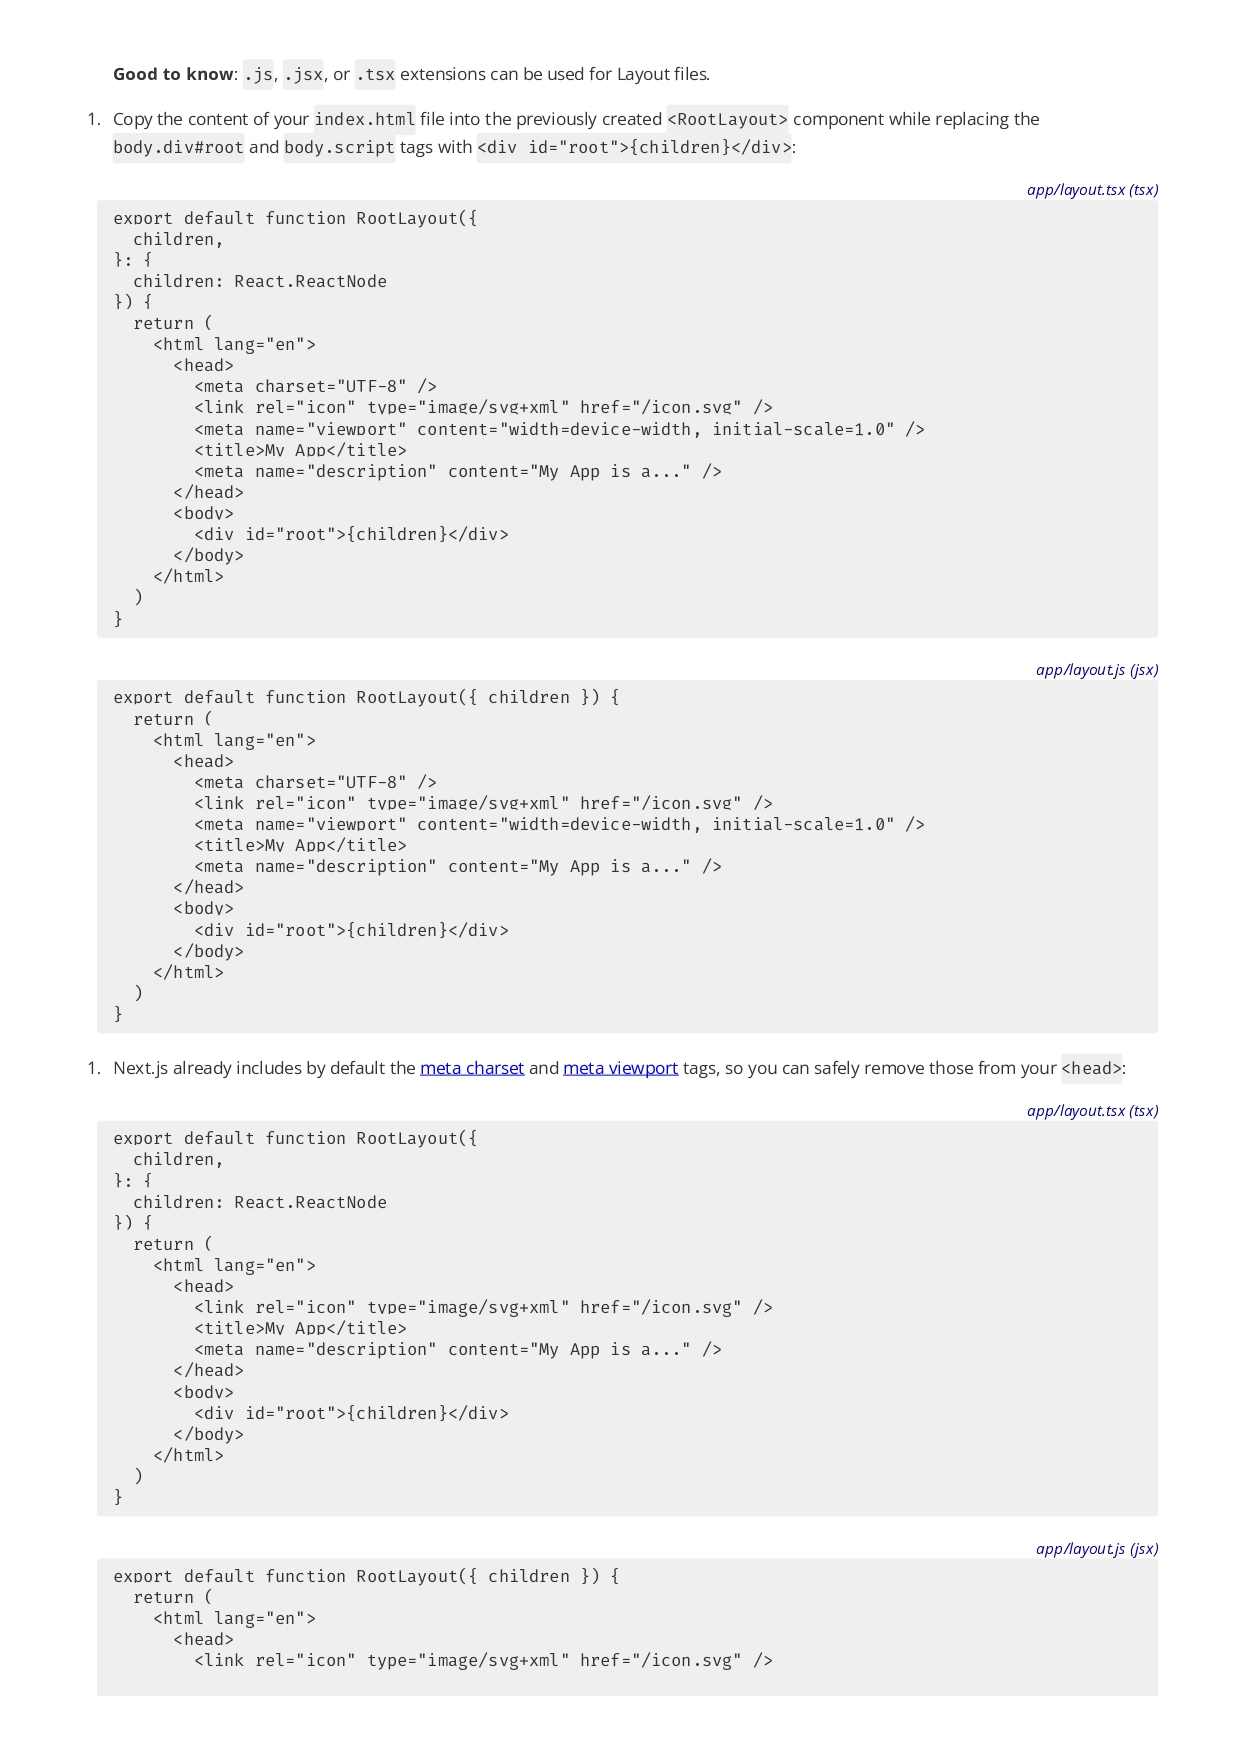 Good to know: .js, .jsx, or .tsx extensions can be used for Layout files.
1. Copy the content of your index.html file into the previously created <RootLayout> component while replacing the
body.div#root and body.script tags with <div id="root">{children}</div>:
app/layout.tsx (tsx)
export default function RootLayout({
  children,
}: {
  children: React.ReactNode
}) {
  return (
    <html lang="en">
      <head>
        <meta charset="UTF-8" />
        <link rel="icon" type="image/svg+xml" href="/icon.svg" />
        <meta name="viewport" content="width=device-width, initial-scale=1.0" />
        <title>My App</title>
        <meta name="description" content="My App is a..." />
      </head>
      <body>
        <div id="root">{children}</div>
      </body>
    </html>
  )
}
app/layout.js (jsx)
export default function RootLayout({ children }) {
  return (
    <html lang="en">
      <head>
        <meta charset="UTF-8" />
        <link rel="icon" type="image/svg+xml" href="/icon.svg" />
        <meta name="viewport" content="width=device-width, initial-scale=1.0" />
        <title>My App</title>
        <meta name="description" content="My App is a..." />
      </head>
      <body>
        <div id="root">{children}</div>
      </body>
    </html>
  )
}
1. Next.js already includes by default the meta charset and meta viewport tags, so you can safely remove those from your <head>:
app/layout.tsx (tsx)
export default function RootLayout({
  children,
}: {
  children: React.ReactNode
}) {
  return (
    <html lang="en">
      <head>
        <link rel="icon" type="image/svg+xml" href="/icon.svg" />
        <title>My App</title>
        <meta name="description" content="My App is a..." />
      </head>
      <body>
        <div id="root">{children}</div>
      </body>
    </html>
  )
}
app/layout.js (jsx)
export default function RootLayout({ children }) {
  return (
    <html lang="en">
      <head>
        <link rel="icon" type="image/svg+xml" href="/icon.svg" />